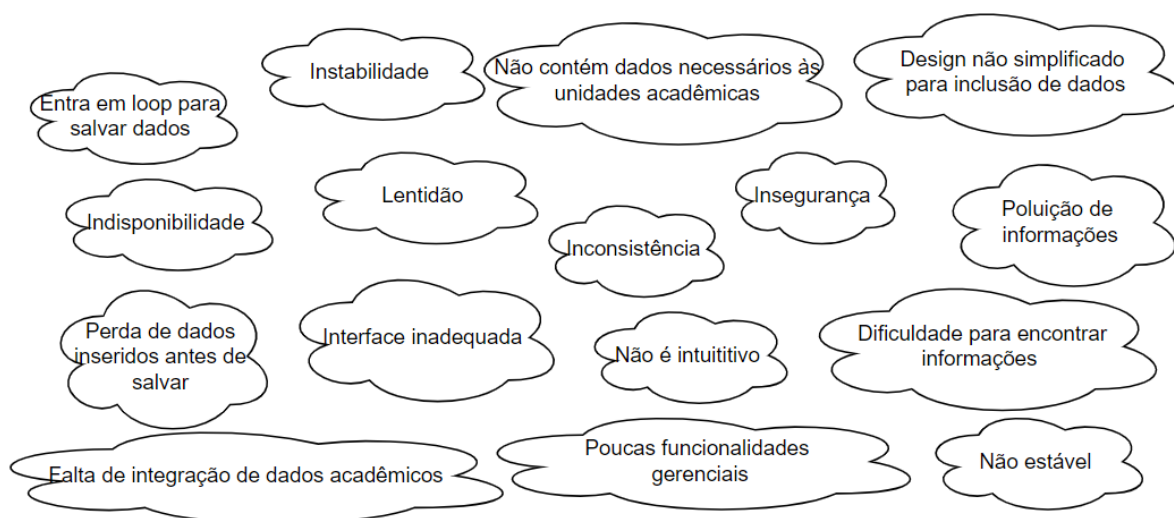 Instabilidade
Não contém dados necessários às
unidades acadêmicas
Design não simplificado
para inclusão de dados
Entra em loop para
salvar dados
Indisponibilidade
Lentidão
Inconsistência
Insegurança
Poluição de
informações
Perda de dados
inseridos antes de
salvar
Interface inadequada
Não é intuititivo
Dificuldade para encontrar
informações
Falta de integração de dados acadêmicos
Poucas funcionalidades
gerenciais
Não estável